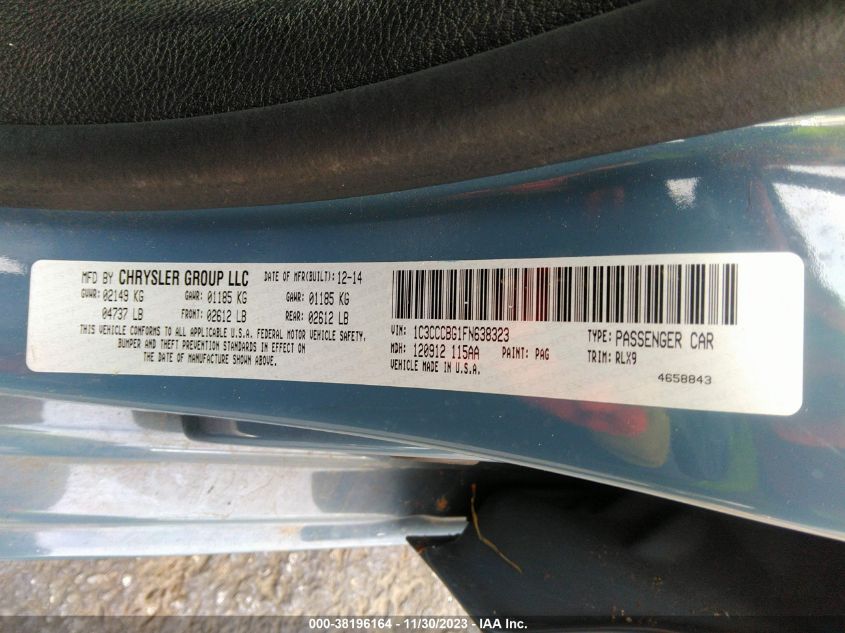 MFD BY CHRYSLER GROUP LLC DATE OF MFR(BUILT): 12-14
GVWR: 02149 KG GAWR: 01185 KG GAWR: 01185 KG
04737 LB FRONT: 02612 LB REAR: 02612 LB
THIS VEHICLE CONFORMS TO ALL APPLICABLE U.S.A. FEDERAL MOTOR VEHICLE SAFETY,
BUMPER AND THEFT PREVENTION STANDARDS IN EFFECT ON
THE DATE OF MANUFACTURE SHOWN ABOVE.
VIN: 1C3CCCBG1FN638323 TYPE: PASSENGER CAR
MDH: 120912 115AA PAINT: PAG TRIM: RLX9
VEHICLE MADE IN U.S.A.
4658843
000-38196164 — 11/30/2023 — IAA Inc.